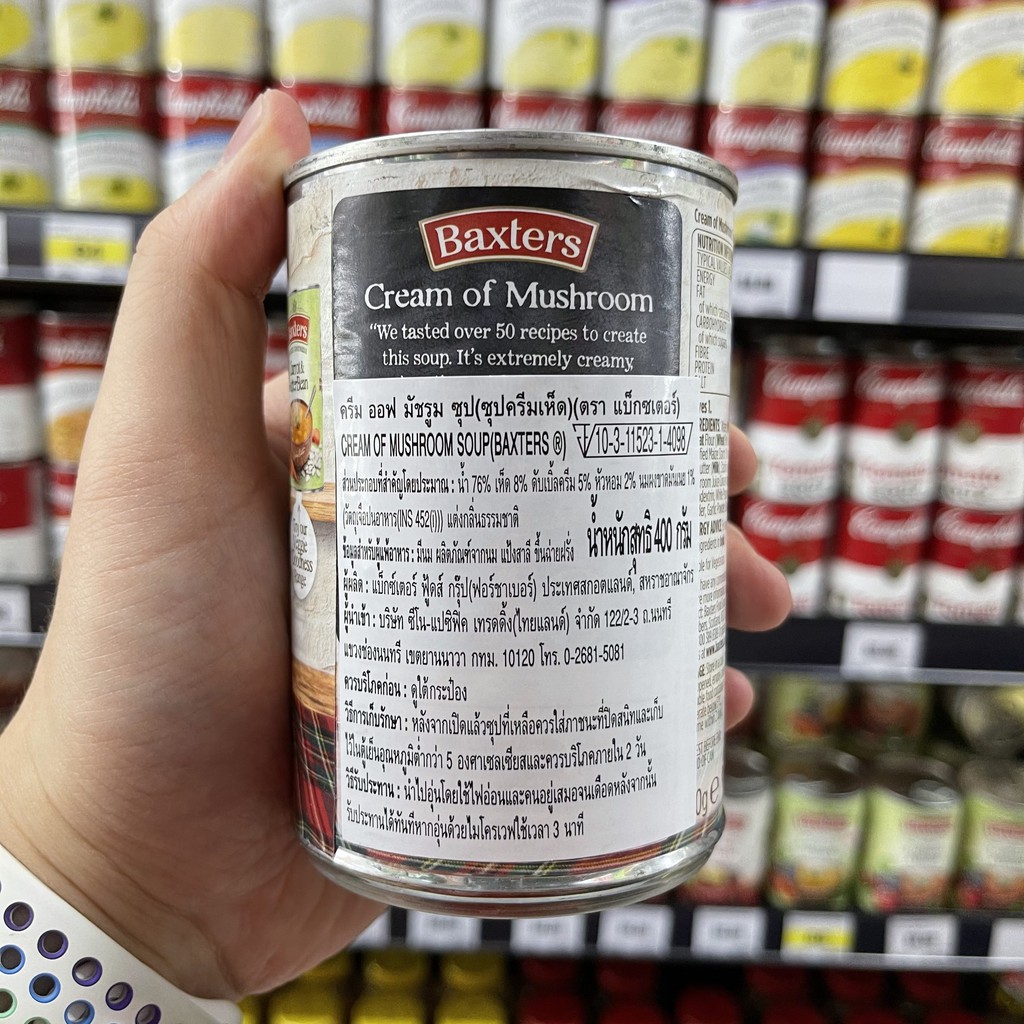 Baxters
Cream of Mushroom
“We tasted over 50 recipes to create
this soup. It's extremely creamy,
ครีม ออฟ มัชรูม ซุป(ซุปครีมเห็ด)(ตรา แบ็กซเตอร์)
CREAM OF MUSHROOM SOUP(BAXTERS ®) 10-3-11523-1-4098
ส่วนประกอบที่สำคัญโดยประมาณ : น้ำ 76% เห็ด 8% ดับเบิ้ลครีม 5% หัวหอม 2% นมผงขาดมันเนย 1%
(วัตถุเจือปนอาหาร(INS 452(i))) แต่งกลิ่นธรรมชาติ
น้ำหนักสุทธิ 400 กรัม
ข้อมูลสำหรับผู้แพ้อาหาร : มีนม ผลิตภัณฑ์จากนม แป้งสาลี ขึ้นฉ่ายฝรั่ง
ผู้ผลิต : แบ็กซ์เตอร์ ฟู้ดส์ กรุ๊ป(ฟอร์ชาเบอร์) ประเทศสกอตแลนด์, สหราชอาณาจักร
ผู้นำเข้า : บริษัท ซีโน-แปซิฟิค เทรดดิ้ง(ไทยแลนด์) จำกัด 122/2-3 ถ.นนทรี
แขวงช่องนนทรี เขตยานนาวา กทม. 10120 โทร. 0-2681-5081
ควรบริโภคก่อน : ดูใต้กระป๋อง
วิธีการเก็บรักษา : หลังจากเปิดแล้วซุปที่เหลือควรใส่ภาชนะที่ปิดสนิทและเก็บ
ไว้ในตู้เย็นอุณหภูมิต่ำกว่า 5 องศาเซลเซียสและควรบริโภคภายใน 2 วัน
วิธีรับประทาน : นำไปอุ่นโดยใช้ไฟอ่อนและคนอยู่เสมอจนเดือดหลังจากนั้น
รับประทานได้ทันทีหากอุ่นด้วยไมโครเวฟใช้เวลา 3 นาที
Cream of
NUTRITION
TYPICAL
ENERGY
FAT
of which
CARBOHYDRATE
of which
FIBRE
PROTEIN
0g e
Campbell's